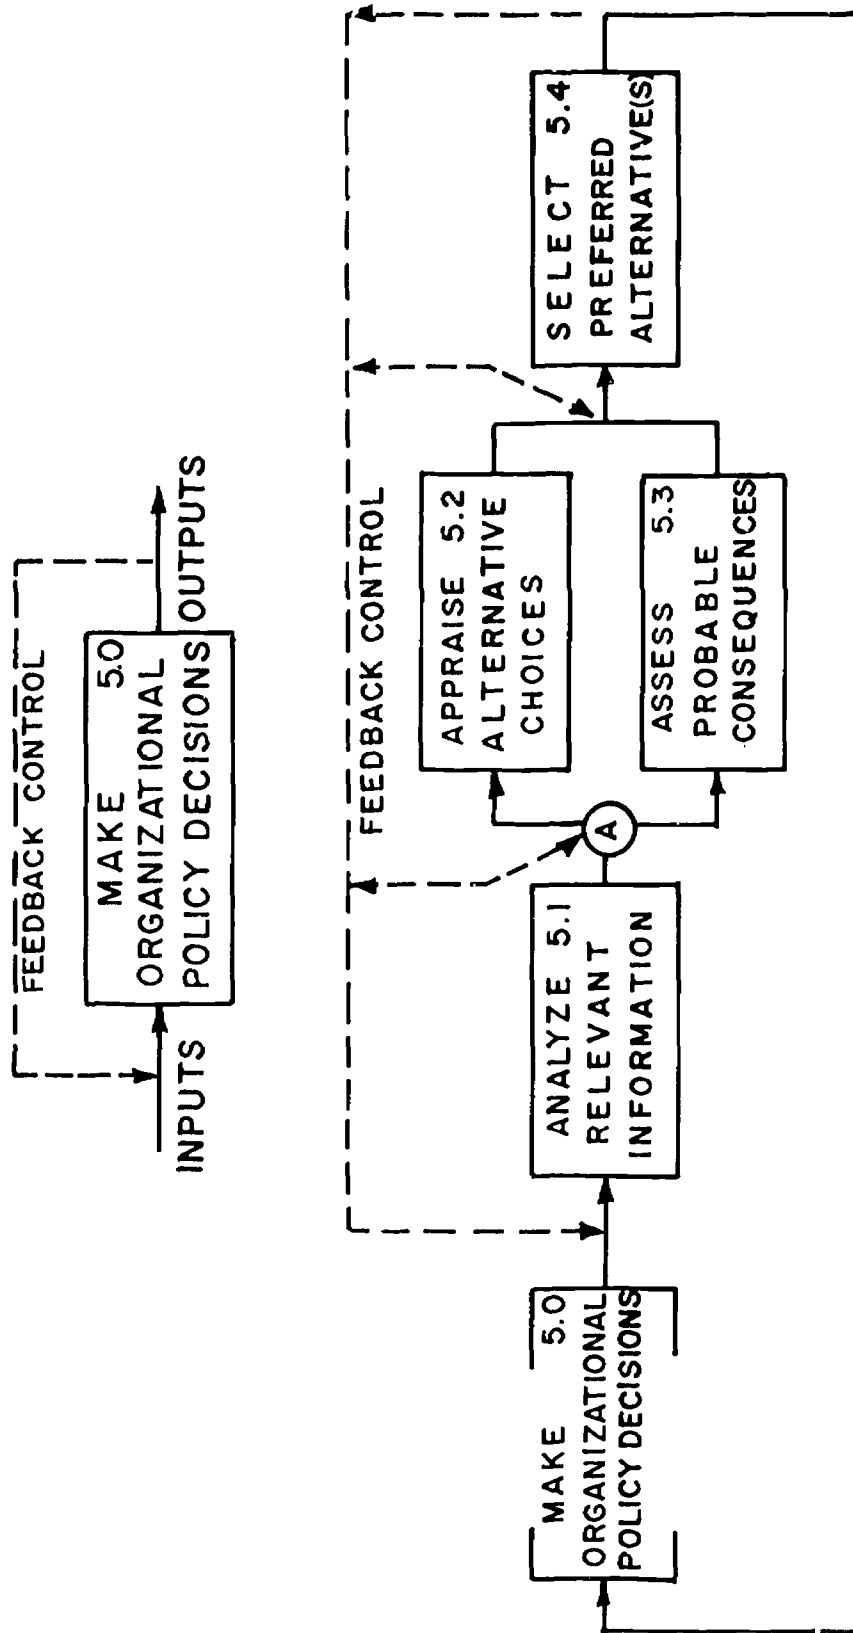 FEEDBACK CONTROL
INPUTS
MAKE 5.0
ORGANIZATIONAL
POLICY DECISIONS
OUTPUTS
FEEDBACK CONTROL
MAKE 5.0
ORGANIZATIONAL
POLICY DECISIONS
ANALYZE 5.1
RELEVANT
INFORMATION
A
APPRAISE 5.2
ALTERNATIVE
CHOICES
ASSESS 5.3
PROBABLE
CONSEQUENCES
SELECT 5.4
PREFERRED
ALTERNATIVE(S)